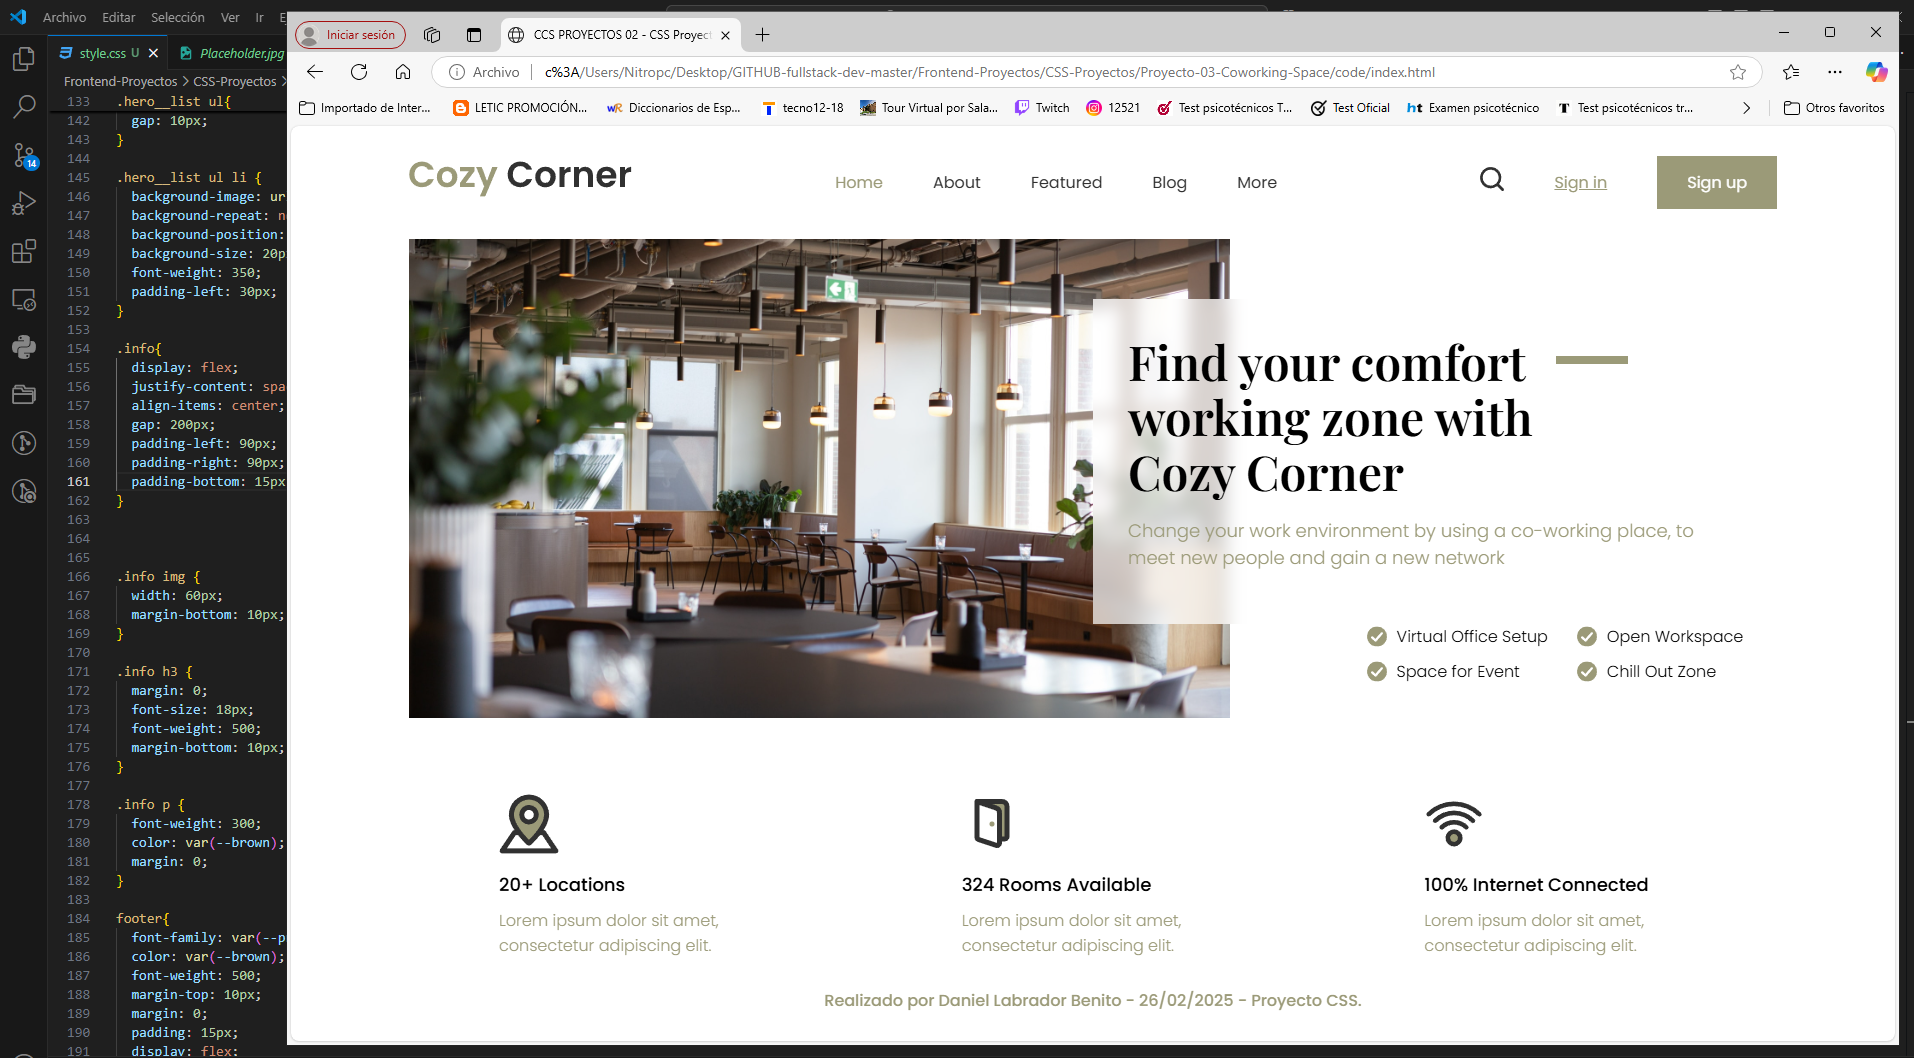 Archivo Editar Selección Ver Ir
style.css U
Placeholder.jpg
Frontend-Proyectos > CSS-Proyectos >
133 .hero__list ul{
142 gap: 10px;
143 }
144
145 .hero__list ul li {
146 background-image: ur
147 background-repeat: n
148 background-position:
149 background-size: 20p
150 font-weight: 350;
151 padding-left: 30px;
152 }
153
154 .info{
155 display: flex;
156 justify-content: spa
157 align-items: center;
158 gap: 200px;
159 padding-left: 90px;
160 padding-right: 90px;
161 padding-bottom: 15px
162 }
163
164
165
166 .info img {
167 width: 60px;
168 margin-bottom: 10px;
169 }
170
171 .info h3 {
172 margin: 0;
173 font-size: 18px;
174 font-weight: 500;
175 margin-bottom: 10px;
176 }
177
178 .info p {
179 font-weight: 300;
180 color: var(--brown);
181 margin: 0;
182 }
183
184 footer{
185 font-family: var(--p
186 color: var(--brown);
187 font-weight: 500;
188 margin-top: 10px;
189 margin: 0;
190 padding: 15px;
191 display: flex;
14
Iniciar sesión
CCS PROYECTOS 02 - CSS Proyect
Archivo c%3A/Users/Nitropc/Desktop/GITHUB-fullstack-dev-master/Frontend-Proyectos/CSS-Proyectos/Proyecto-03-Coworking-Space/code/index.html
Importado de Inter... LETIC PROMOCIÓN... Diccionarios de Esp... tecno12-18 Tour Virtual por Sala... Twitch 12521 Test psicotécnicos T... Test Oficial Examen psicotécnico Test psicotécnicos tr... Otros favoritos
Cozy Corner
Home About Featured Blog More
Sign in Sign up
Find your comfort
working zone with
Cozy Corner
Change your work environment by using a co-working place, to
meet new people and gain a new network
Virtual Office Setup Open Workspace
Space for Event Chill Out Zone
20+ Locations
Lorem ipsum dolor sit amet,
consectetur adipiscing elit.
324 Rooms Available
Lorem ipsum dolor sit amet,
consectetur adipiscing elit.
100% Internet Connected
Lorem ipsum dolor sit amet,
consectetur adipiscing elit.
Realizado por Daniel Labrador Benito - 26/02/2025 - Proyecto CSS.